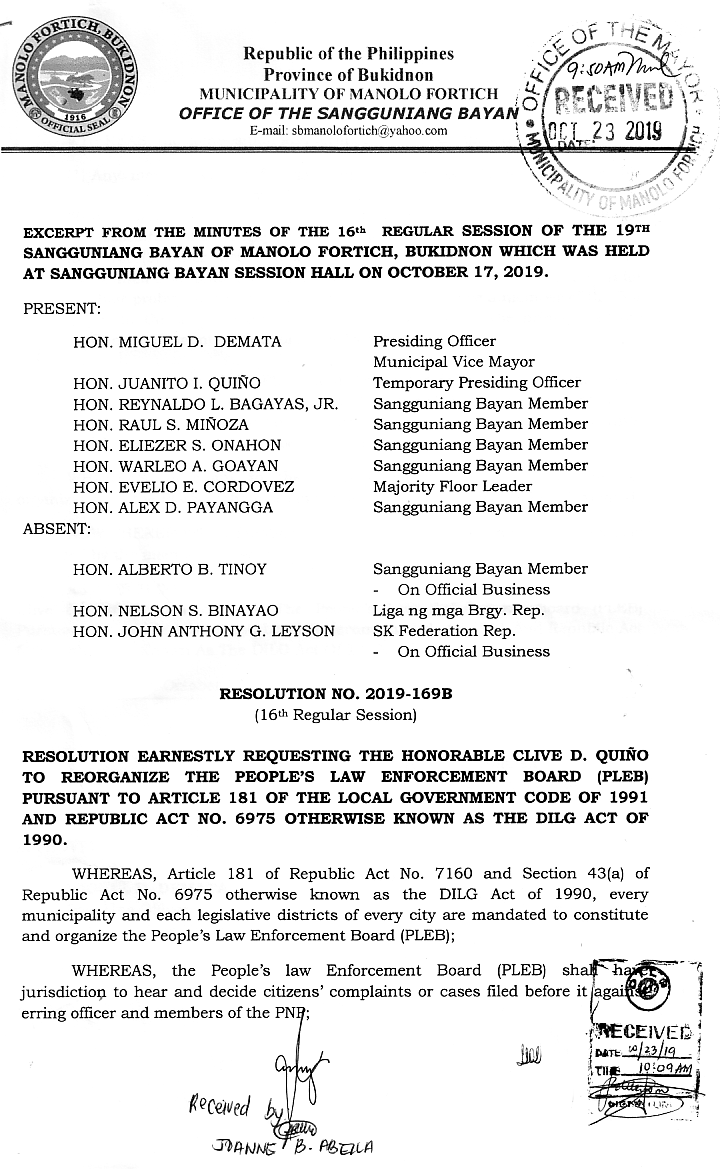 MANOLO FORTICH, BUKIDNON
1916
OFFICIAL SEAL
Republic of the Philippines
Province of Bukidnon
MUNICIPALITY OF MANOLO FORTICH
OFFICE OF THE SANGGUNIANG BAYAN
E-mail: sbmanolofortich@yahoo.com
OFFICE OF THE MAYOR
9:50AM
RECEIVED
OCT 23 2019
DATE:
MUNICIPALITY OF MANOLO FORTICH
EXCERPT FROM THE MINUTES OF THE 16th REGULAR SESSION OF THE 19TH
SANGGUNIANG BAYAN OF MANOLO FORTICH, BUKIDNON WHICH WAS HELD
AT SANGGUNIANG BAYAN SESSION HALL ON OCTOBER 17, 2019.
PRESENT:
HON. MIGUEL D. DEMATA Presiding Officer
Municipal Vice Mayor
HON. JUANITO I. QUIÑO Temporary Presiding Officer
HON. REYNALDO L. BAGAYAS, JR. Sangguniang Bayan Member
HON. RAUL S. MIÑOZA Sangguniang Bayan Member
HON. ELIEZER S. ONAHON Sangguniang Bayan Member
HON. WARLEO A. GOAYAN Sangguniang Bayan Member
HON. EVELIO E. CORDOVEZ Majority Floor Leader
HON. ALEX D. PAYANGGA Sangguniang Bayan Member
ABSENT:
HON. ALBERTO B. TINOY Sangguniang Bayan Member
- On Official Business
HON. NELSON S. BINAYAO Liga ng mga Brgy. Rep.
HON. JOHN ANTHONY G. LEYSON SK Federation Rep.
- On Official Business
RESOLUTION NO. 2019-169B
(16th Regular Session)
RESOLUTION EARNESTLY REQUESTING THE HONORABLE CLIVE D. QUIÑO
TO REORGANIZE THE PEOPLE'S LAW ENFORCEMENT BOARD (PLEB)
PURSUANT TO ARTICLE 181 OF THE LOCAL GOVERNMENT CODE OF 1991
AND REPUBLIC ACT NO. 6975 OTHERWISE KNOWN AS THE DILG ACT OF
1990.
WHEREAS, Article 181 of Republic Act No. 7160 and Section 43(a) of
Republic Act No. 6975 otherwise known as the DILG Act of 1990, every
municipality and each legislative districts of every city are mandated to constitute
and organize the People's Law Enforcement Board (PLEB);
WHEREAS, the People's law Enforcement Board (PLEB) shall have
jurisdiction to hear and decide citizens' complaints or cases filed before it against
erring officer and members of the PNP;
RECEIVED
DATE 10/23/19
TIME 10:09AM
Received by
JOANNE B. ABELLA